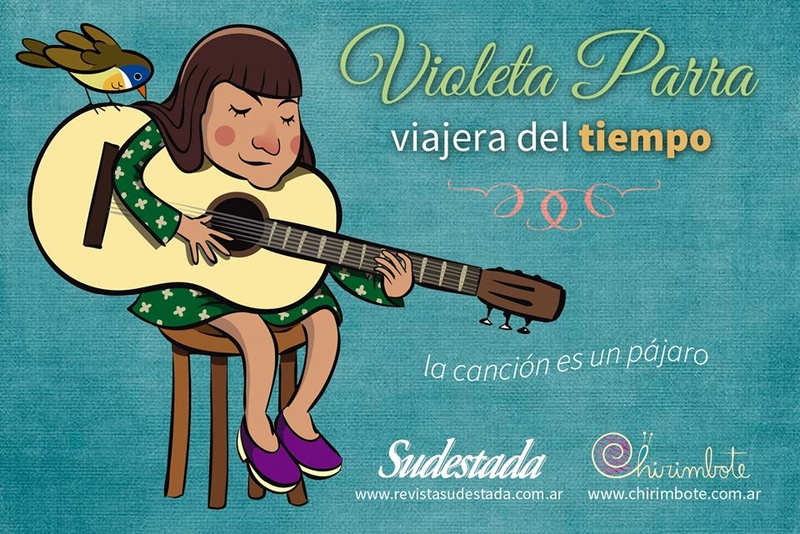 Violeta Parra
viajera del tiempo
la canción es un pájaro
Sudestada
www.revistasudestada.com.ar
Chirimbote
www.chirimbote.com.ar